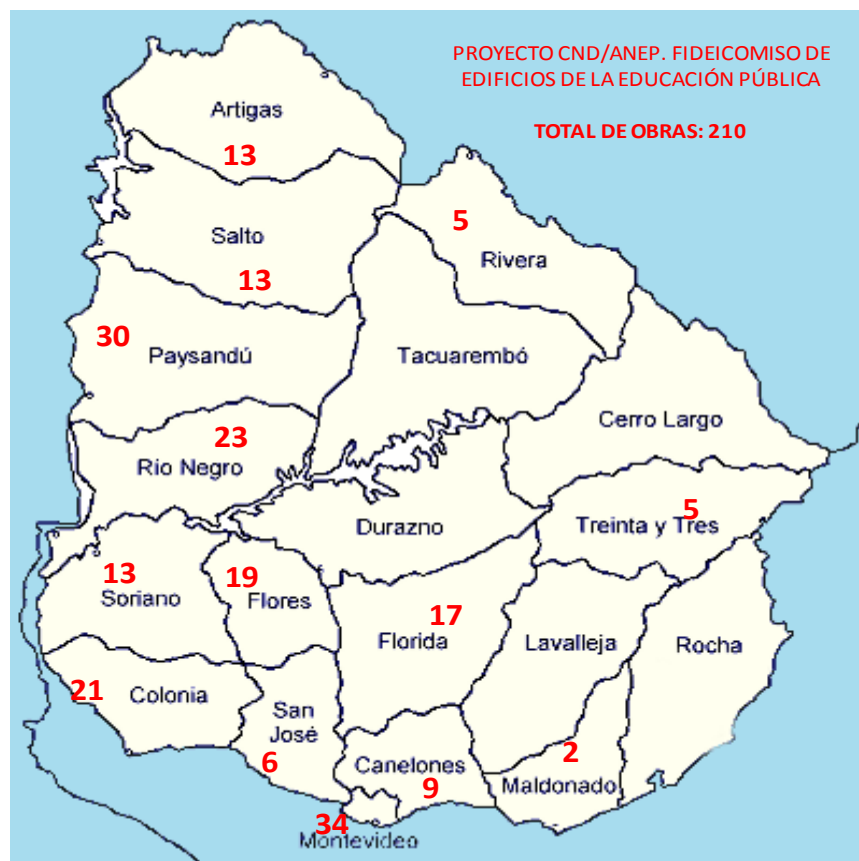 PROYECTO CND/ANEP. FIDEICOMISO DE
EDIFICIOS DE LA EDUCACIÓN PÚBLICA
TOTAL DE OBRAS: 210
Artigas
13
Salto
13
5
Rivera
30
Paysandú
Tacuarembó
23
Río Negro
Cerro Largo
Durazno
5
Treinta y Tres
13
Soriano
19
Flores
17
Florida
Lavalleja
Rocha
21
Colonia
San
José
6
Canelones
9
2
Maldonado
34
Montevideo